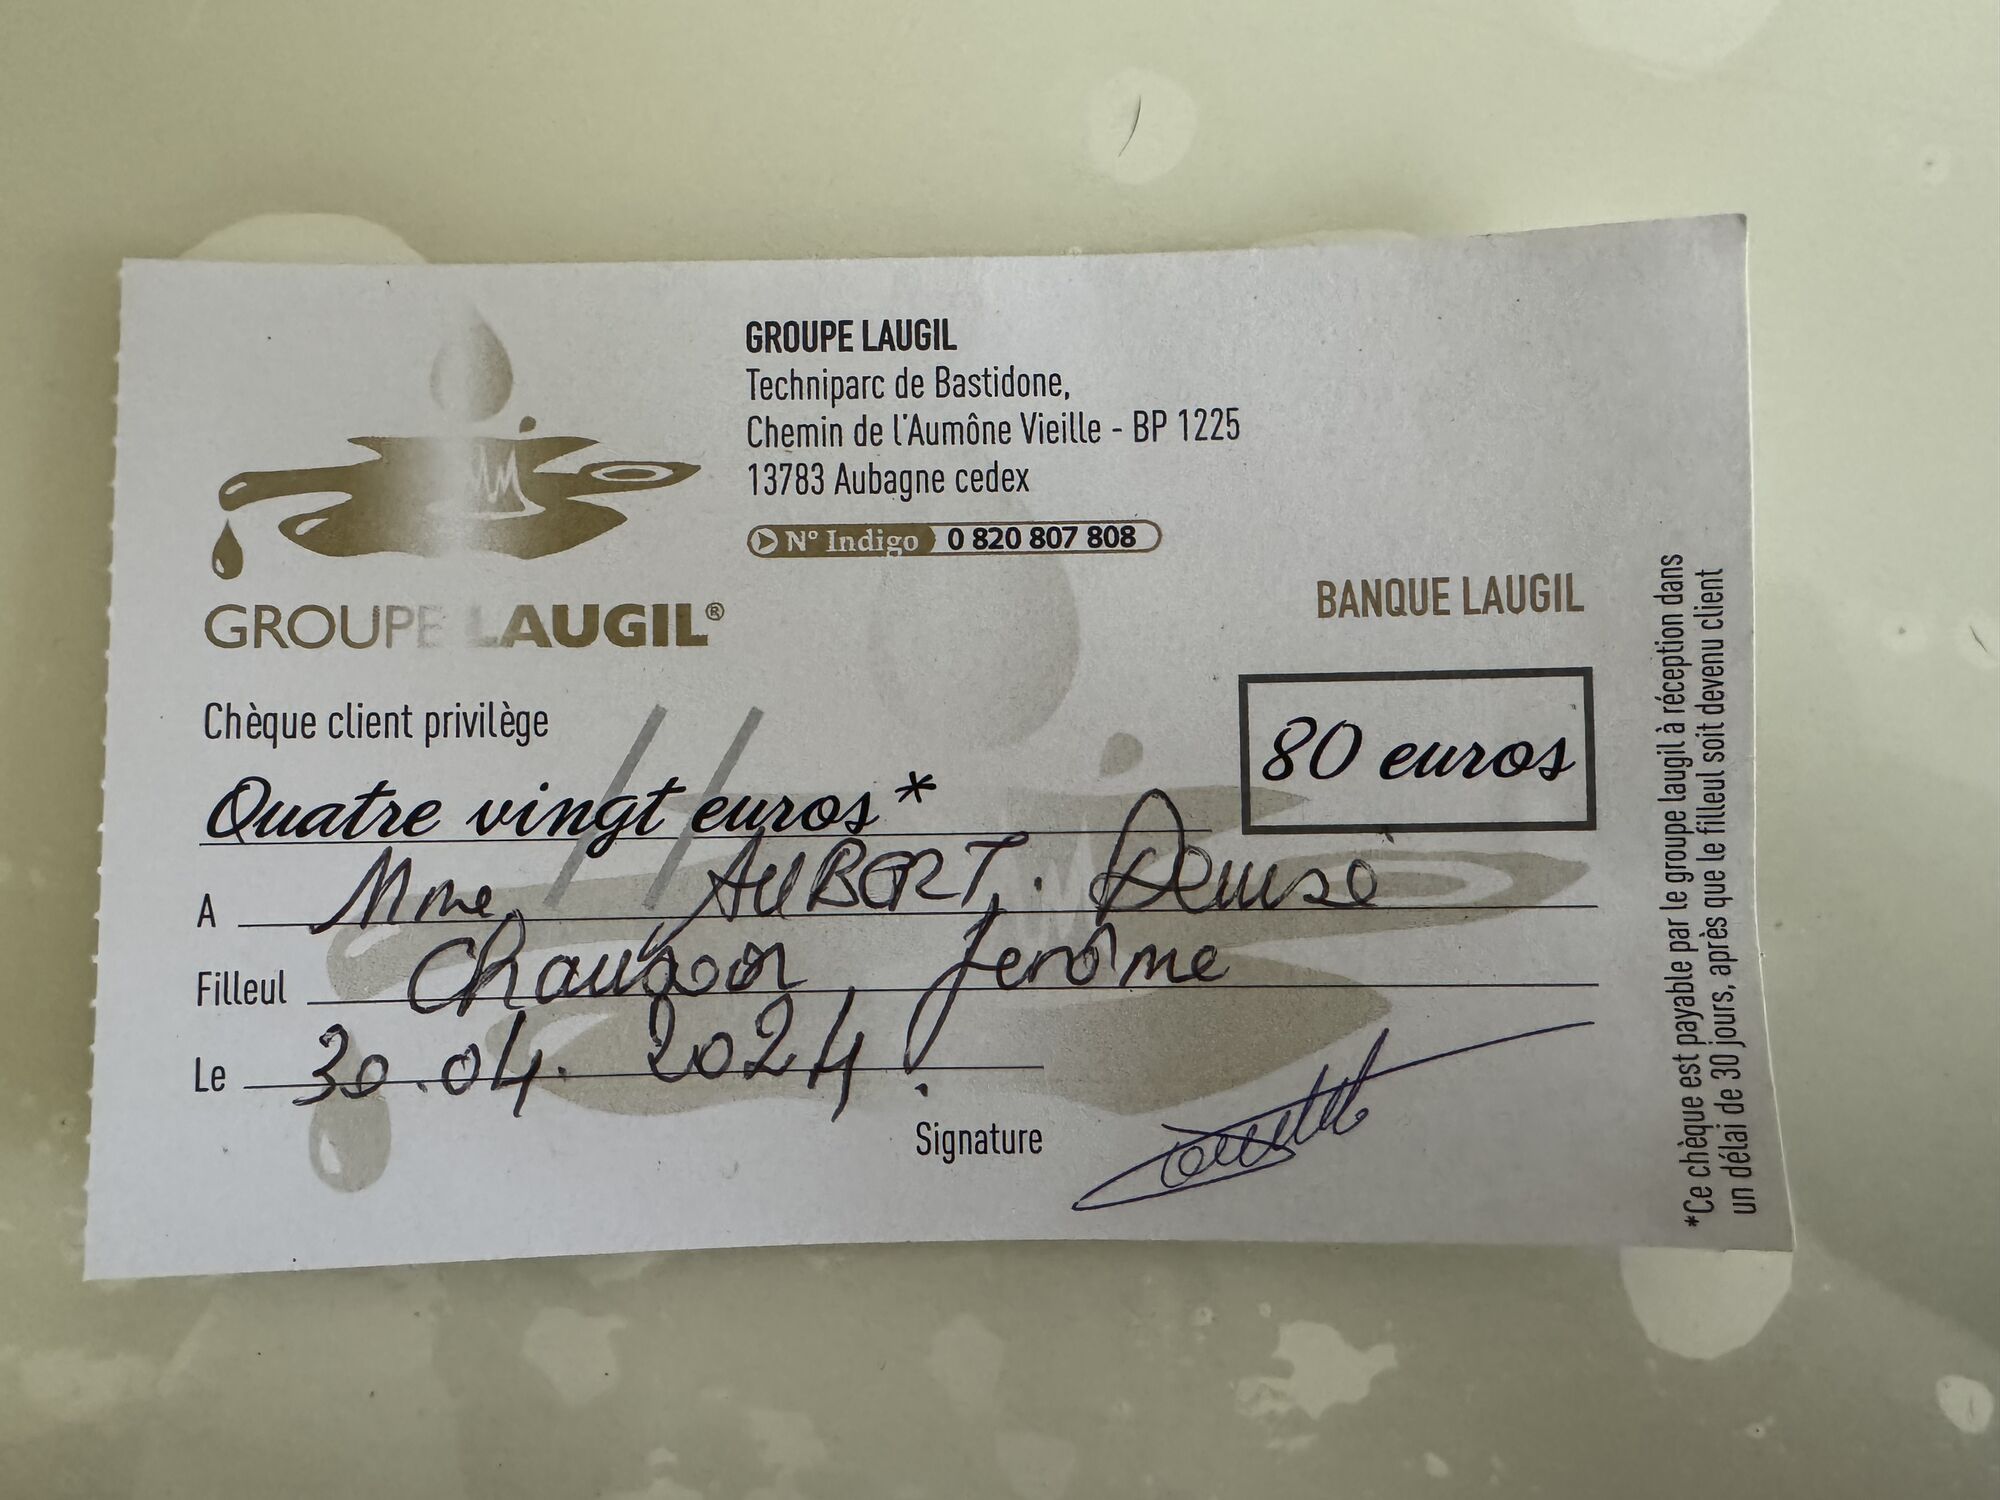 GROUPE LAUGIL
Techniparc de Bastidone,
Chemin de l'Aumône Vieille - BP 1225
13783 Aubagne cedex
N° Indigo 0 820 807 808
GROUPE LAUGIL®
BANQUE LAUGIL
Chèque client privilège
80 euros
Quatre vingt euros*
A Mme AUBERT. Denise
Filleul Chausson Jerôme
Le 30.04.2024
Signature
*Ce chèque est payable par le groupe laugil à réception dans
un délai de 30 jours, après que le filleul soit devenu client